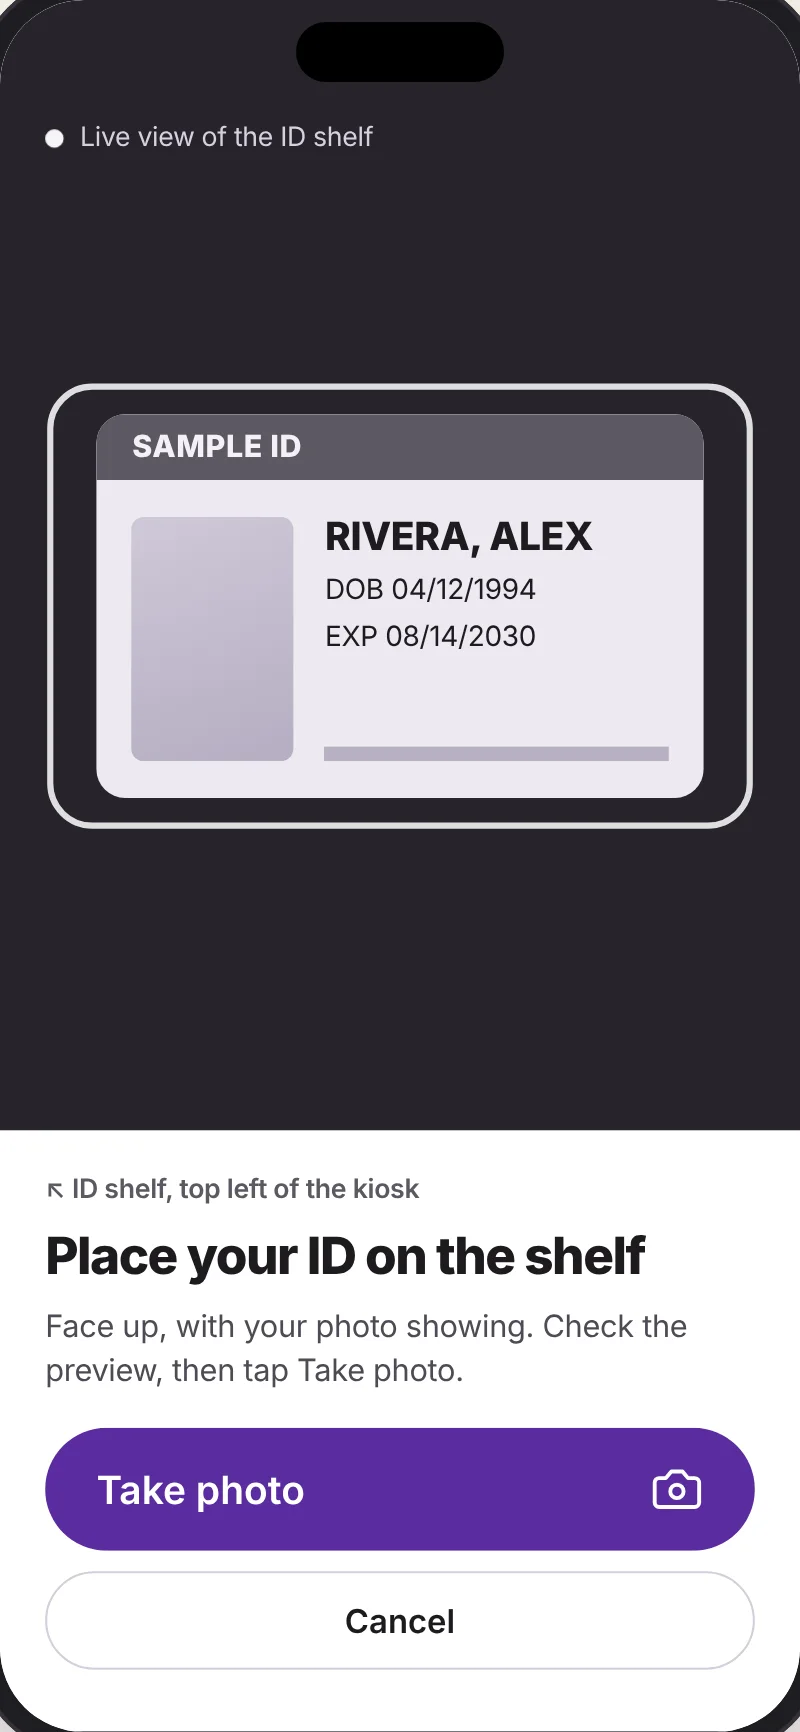 Live view of the ID shelf
SAMPLE ID
RIVERA, ALEX
DOB 04/12/1994
EXP 08/14/2030
↖ ID shelf, top left of the kiosk
Place your ID on the shelf
Face up, with your photo showing. Check the
preview, then tap Take photo.
Take photo
Cancel